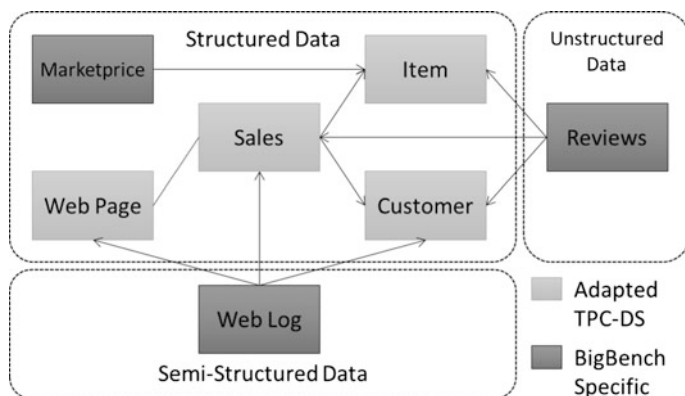 Structured Data
Unstructured
Data
Marketprice
Item
Sales
Reviews
Web Page
Customer
Web Log
Semi-Structured Data
Adapted
TPC-DS
BigBench
Specific